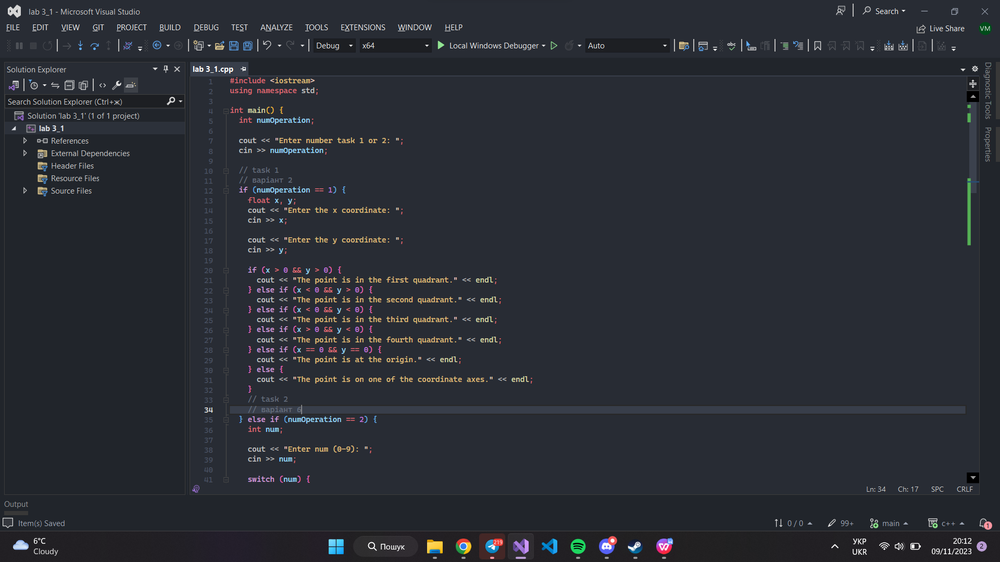 lab 3_1 - Microsoft Visual Studio
Search
FILE EDIT VIEW GIT PROJECT BUILD DEBUG TEST ANALYZE TOOLS EXTENSIONS WINDOW HELP
Live Share
VM
Debug
x64
Local Windows Debugger
Auto
abc
Solution Explorer
Search Solution Explorer (Ctrl+ж)
Solution 'lab 3_1' (1 of 1 project)
lab 3_1
References
External Dependencies
Header Files
Resource Files
Source Files
lab 3_1.cpp
1 #include <iostream>
2 using namespace std;
3
4 int main() {
5 int numOperation;
6
7 cout << "Enter number task 1 or 2: ";
8 cin >> numOperation;
9
10 // task 1
11 // варіант 2
12 if (numOperation == 1) {
13 float x, y;
14 cout << "Enter the x coordinate: ";
15 cin >> x;
16
17 cout << "Enter the y coordinate: ";
18 cin >> y;
19
20 if (x > 0 && y > 0) {
21 cout << "The point is in the first quadrant." << endl;
22 } else if (x < 0 && y > 0) {
23 cout << "The point is in the second quadrant." << endl;
24 } else if (x < 0 && y < 0) {
25 cout << "The point is in the third quadrant." << endl;
26 } else if (x > 0 && y < 0) {
27 cout << "The point is in the fourth quadrant." << endl;
28 } else if (x == 0 && y == 0) {
29 cout << "The point is at the origin." << endl;
30 } else {
31 cout << "The point is on one of the coordinate axes." << endl;
32 }
33 // task 2
34 // варіант 6
35 } else if (numOperation == 2) {
36 int num;
37
38 cout << "Enter num (0-9): ";
39 cin >> num;
40
41 switch (num) {
Ln: 34 Ch: 17 SPC CRLF
Diagnostic Tools
Properties
Output
Item(s) Saved
0 / 0
99+
main
c++
1
6°C
Cloudy
Пошук
219
УКР
UKR
20:12
09/11/2023
2